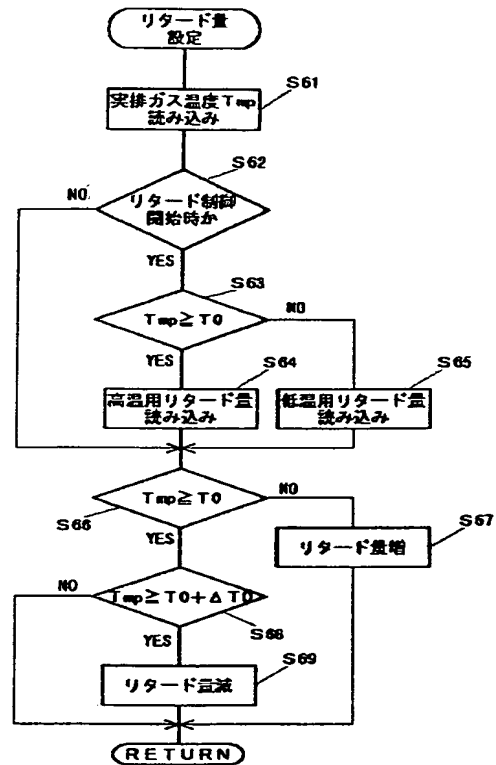 リタード量
設定
S61
実排ガス温度Tmp
読み込み
S62
NO
リタード制御
開始時か
YES
S63
Tmp≧T0
NO
YES
S64
S65
高温用リタード量
読み込み
低温用リタード量
読み込み
Tmp≧T0
NO
S66
S67
YES
リタード量増
NO
Tmp≧T0+ΔT0
S68
YES
S69
リタード量減
RETURN